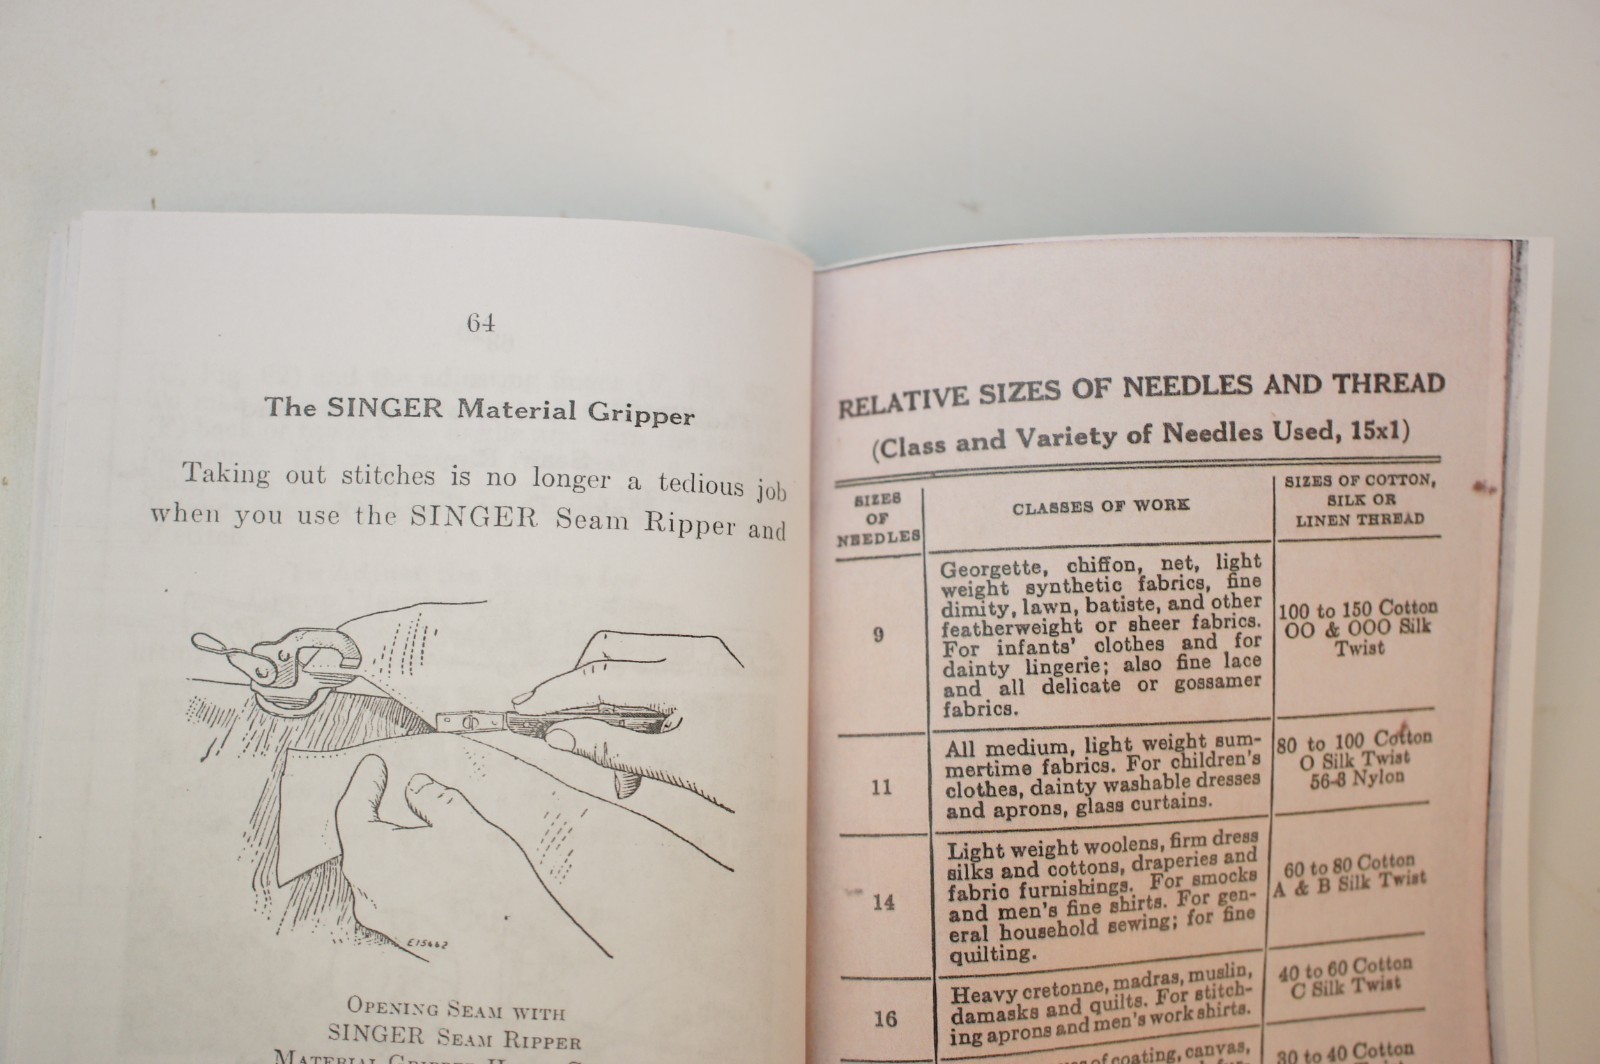 64
The SINGER Material Gripper
Taking out stitches is no longer a tedious job
when you use the SINGER Seam Ripper and
E15662
OPENING SEAM WITH
SINGER SEAM RIPPER
MATERIAL GRIPPER
RELATIVE SIZES OF NEEDLES AND THREAD
(Class and Variety of Needles Used, 15x1)
SIZES
OF
NEEDLES
CLASSES OF WORK
SIZES OF COTTON,
SILK OR
LINEN THREAD
9
Georgette, chiffon, net, light
weight synthetic fabrics, fine
dimity, lawn, batiste, and other
featherweight or sheer fabrics.
For infants' clothes and for
dainty lingerie; also fine lace
and all delicate or gossamer
fabrics.
100 to 150 Cotton
OO & OOO Silk
Twist
11
All medium, light weight sum-
mertime fabrics. For children's
clothes, dainty washable dresses
and aprons, glass curtains.
80 to 100 Cotton
O Silk Twist
56-8 Nylon
14
Light weight woolens, firm dress
silks and cottons, draperies and
fabric furnishings. For smocks
and men's fine shirts. For gen-
eral household sewing; for fine
quilting.
60 to 80 Cotton
A & B Silk Twist
16
Heavy cretonne, madras, muslin,
damasks and quilts. For stitch-
ing aprons and men's work shirts.
40 to 60 Cotton
C Silk Twist
of coating, canvas,
30 to 40 Cotton